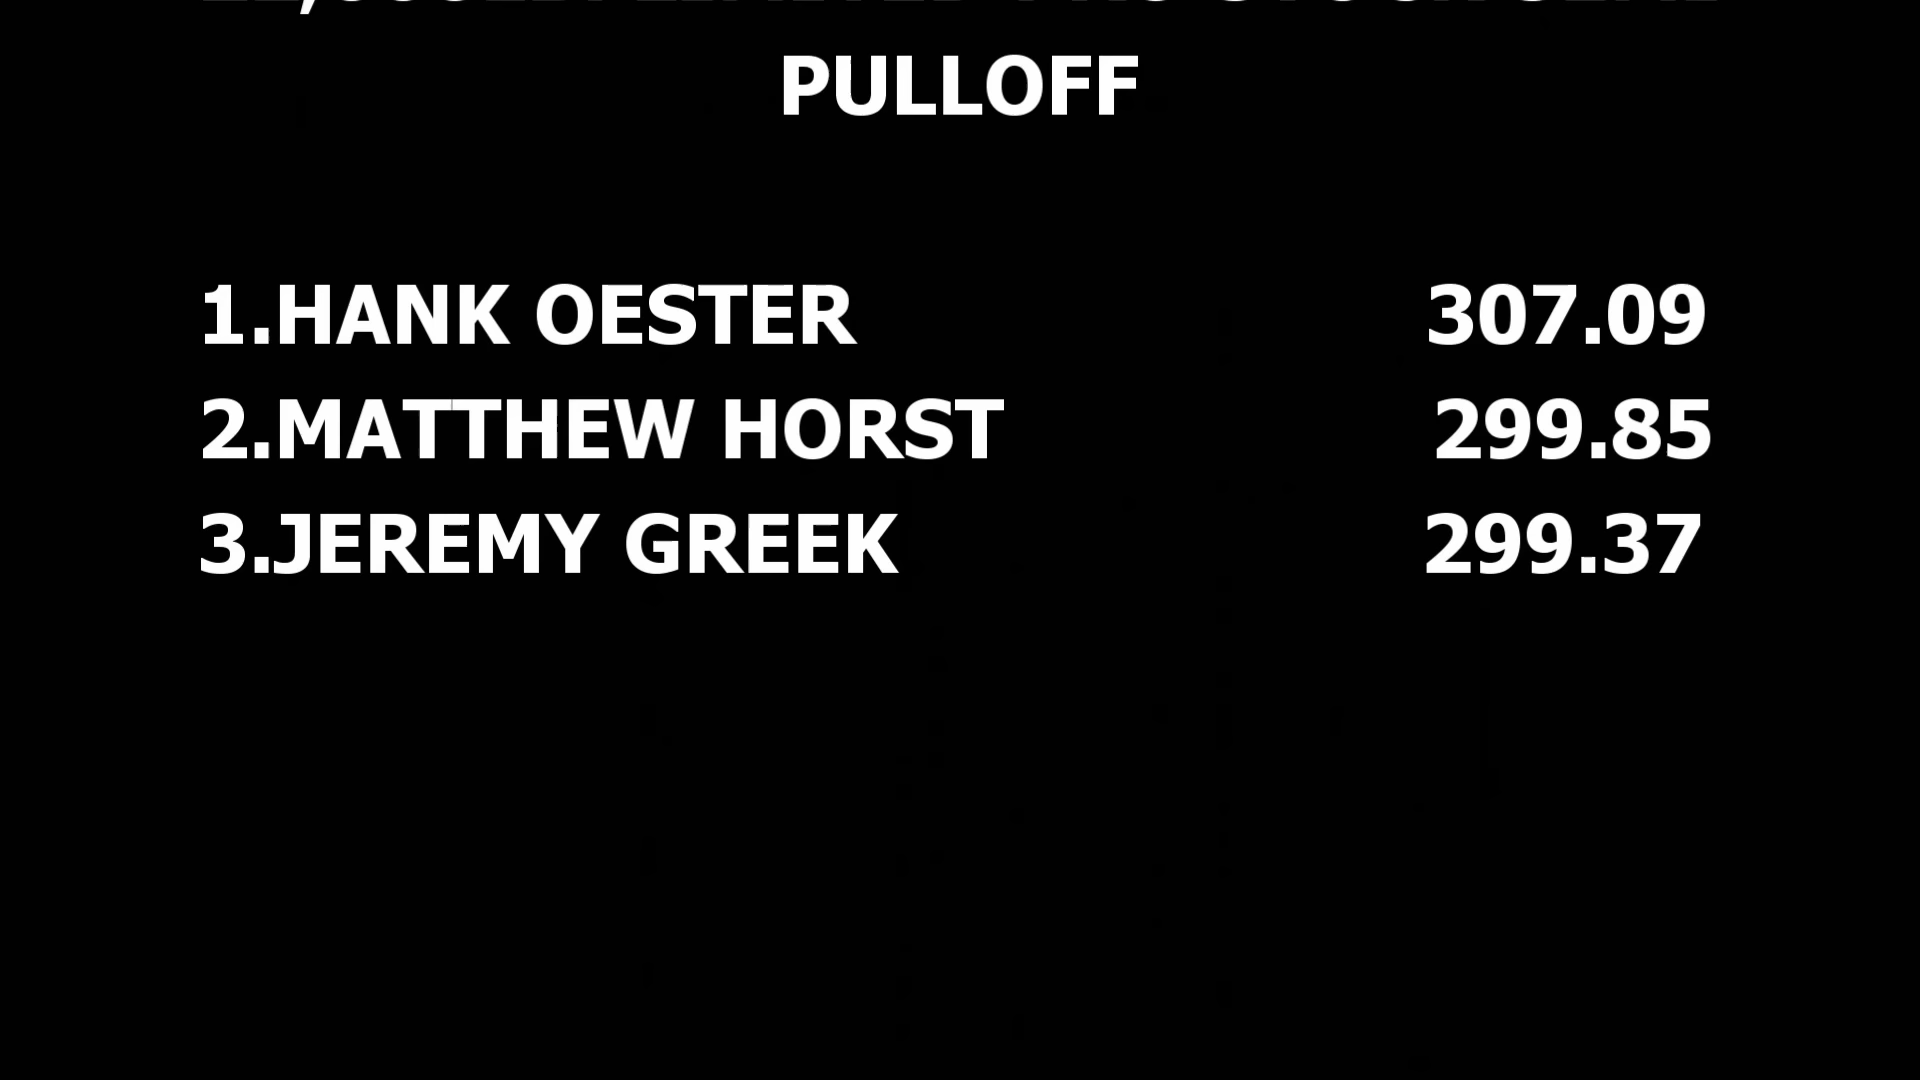 PULLOFF
1.HANK OESTER 307.09
2.MATTHEW HORST 299.85
3.JEREMY GREEK 299.37